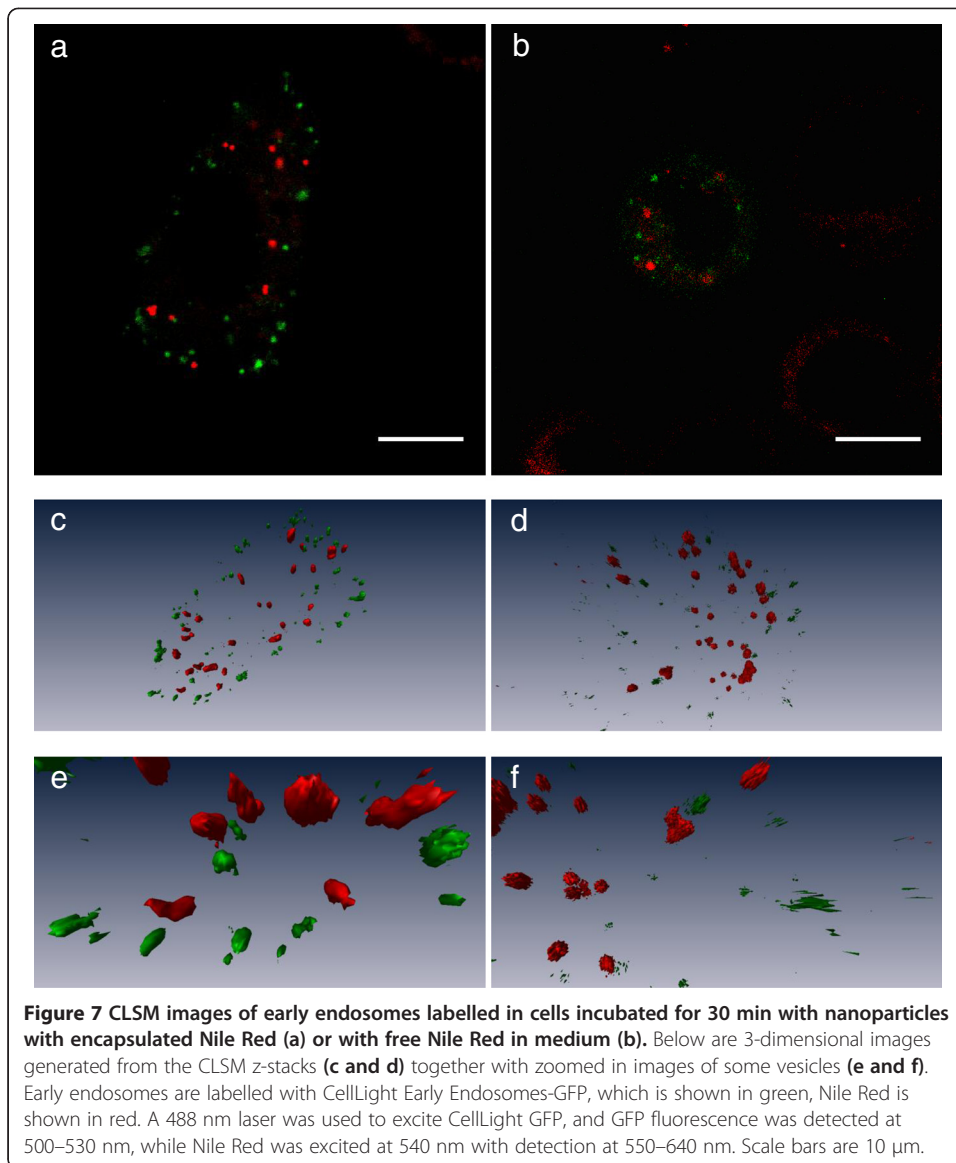 a
b
c
d
e
f
Figure 7 CLSM images of early endosomes labelled in cells incubated for 30 min with nanoparticles
with encapsulated Nile Red (a) or with free Nile Red in medium (b). Below are 3-dimensional images
generated from the CLSM z-stacks (c and d) together with zoomed in images of some vesicles (e and f).
Early endosomes are labelled with CellLight Early Endosomes-GFP, which is shown in green, Nile Red is
shown in red. A 488 nm laser was used to excite CellLight GFP, and GFP fluorescence was detected at
500–530 nm, while Nile Red was excited at 540 nm with detection at 550–640 nm. Scale bars are 10 μm.